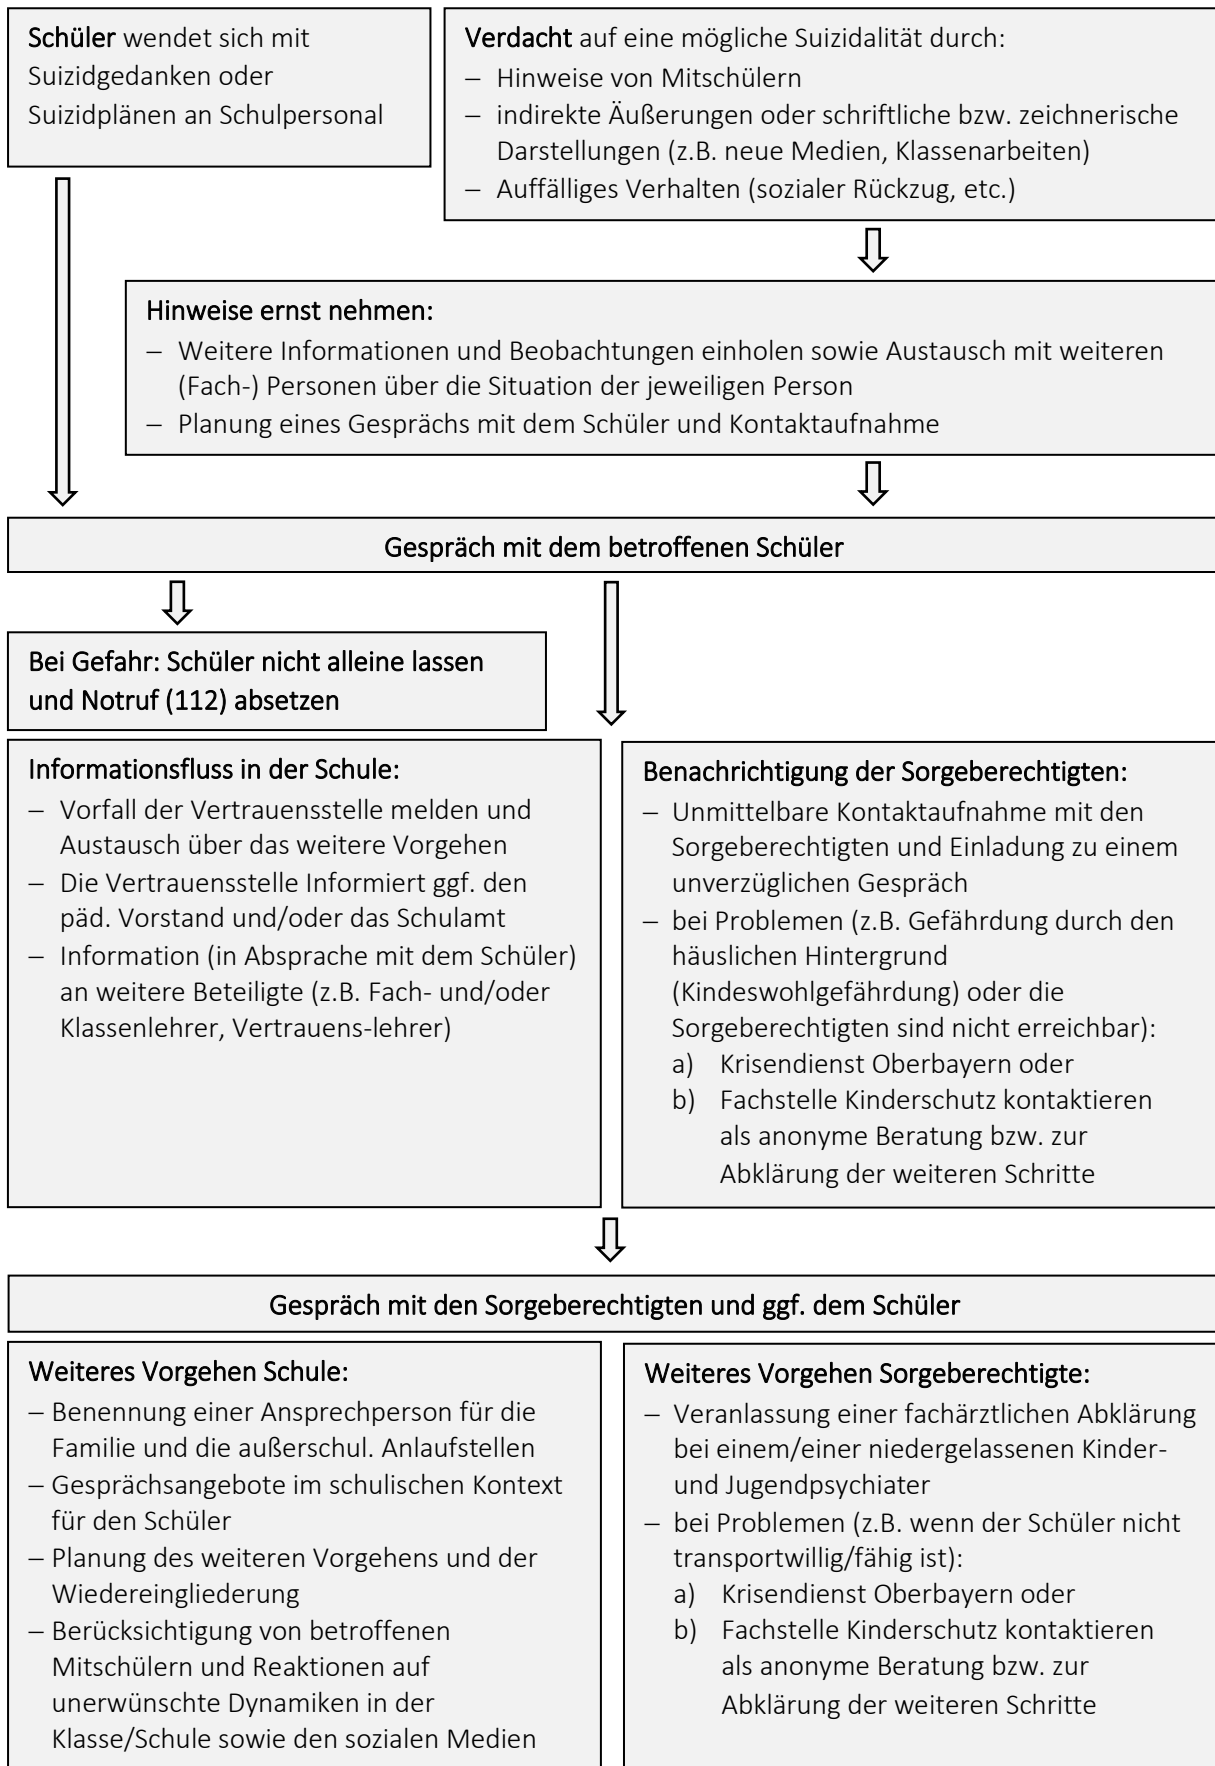 Schüler wendet sich mit
Suizidgedanken oder
Suizidplänen an Schulpersonal
Verdacht auf eine mögliche Suizidalität durch:
– Hinweise von Mitschülern
– indirekte Äußerungen oder schriftliche bzw. zeichnerische
Darstellungen (z.B. neue Medien, Klassenarbeiten)
– Auffälliges Verhalten (sozialer Rückzug, etc.)
Hinweise ernst nehmen:
– Weitere Informationen und Beobachtungen einholen sowie Austausch mit weiteren
(Fach-) Personen über die Situation der jeweiligen Person
– Planung eines Gesprächs mit dem Schüler und Kontaktaufnahme
Gespräch mit dem betroffenen Schüler
Bei Gefahr: Schüler nicht alleine lassen
und Notruf (112) absetzen
Informationsfluss in der Schule:
– Vorfall der Vertrauensstelle melden und
Austausch über das weitere Vorgehen
– Die Vertrauensstelle Informiert ggf. den
päd. Vorstand und/oder das Schulamt
– Information (in Absprache mit dem Schüler)
an weitere Beteiligte (z.B. Fach- und/oder
Klassenlehrer, Vertrauens-lehrer)
Benachrichtigung der Sorgeberechtigten:
– Unmittelbare Kontaktaufnahme mit den
Sorgeberechtigten und Einladung zu einem
unverzüglichen Gespräch
– bei Problemen (z.B. Gefährdung durch den
häuslichen Hintergrund
(Kindeswohlgefährdung) oder die
Sorgeberechtigten sind nicht erreichbar):
a) Krisendienst Oberbayern oder
b) Fachstelle Kinderschutz kontaktieren
als anonyme Beratung bzw. zur
Abklärung der weiteren Schritte
Gespräch mit den Sorgeberechtigten und ggf. dem Schüler
Weiteres Vorgehen Schule:
– Benennung einer Ansprechperson für die
Familie und die außerschul. Anlaufstellen
– Gesprächsangebote im schulischen Kontext
für den Schüler
– Planung des weiteren Vorgehens und der
Wiedereingliederung
– Berücksichtigung von betroffenen
Mitschülern und Reaktionen auf
unerwünschte Dynamiken in der
Klasse/Schule sowie den sozialen Medien
Weiteres Vorgehen Sorgeberechtigte:
– Veranlassung einer fachärztlichen Abklärung
bei einem/einer niedergelassenen Kinder-
und Jugendpsychiater
– bei Problemen (z.B. wenn der Schüler nicht
transportwillig/fähig ist):
a) Krisendienst Oberbayern oder
b) Fachstelle Kinderschutz kontaktieren
als anonyme Beratung bzw. zur
Abklärung der weiteren Schritte